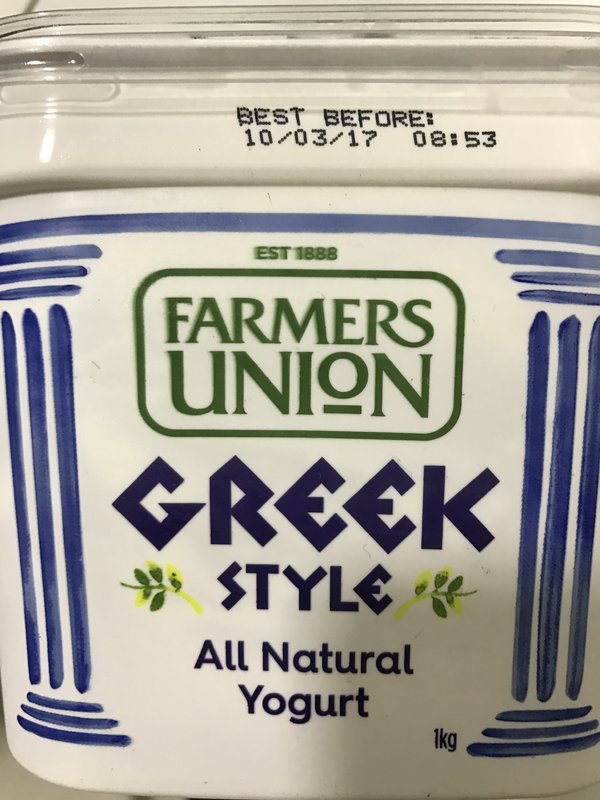 BEST BEFORE:
10/03/17 08:53
EST 1888
FARMERS
UNION
GREEK
STYLE
All Natural
Yogurt
1kg